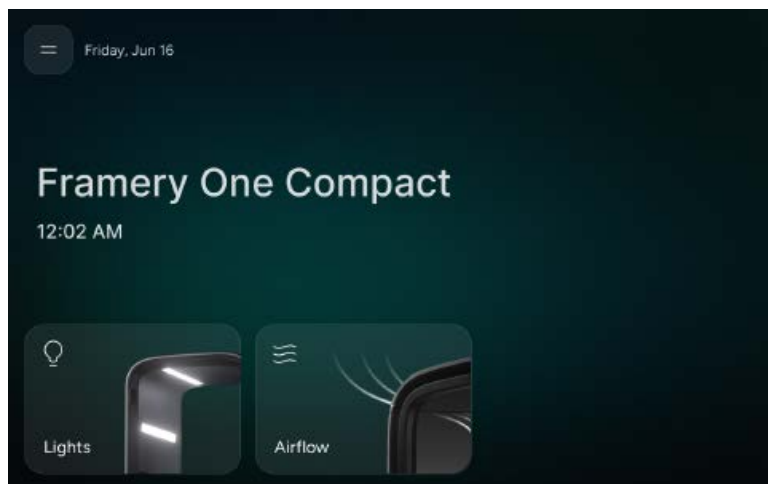 Friday, Jun 16
Framery One Compact
12:02 AM
Lights
Airflow